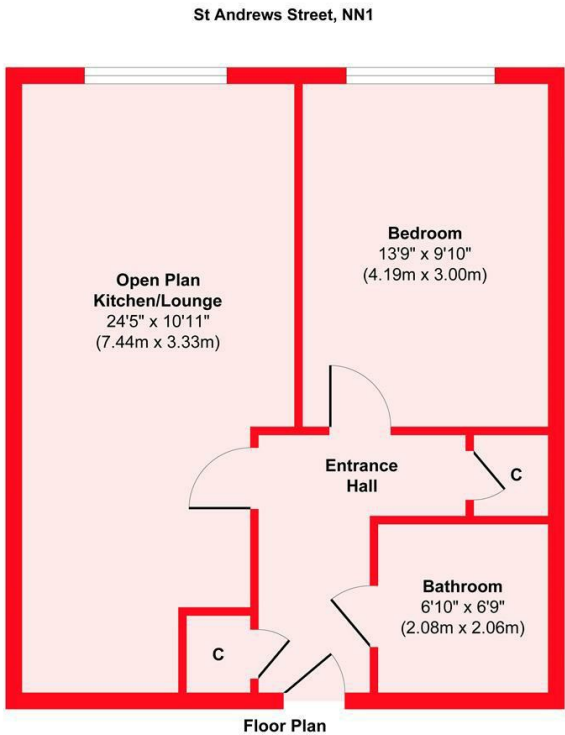 St Andrews Street, NN1
Bedroom
13'9" x 9'10"
(4.19m x 3.00m)
Open Plan
Kitchen/Lounge
24'5" x 10'11"
(7.44m x 3.33m)
Entrance
Hall
C
Bathroom
6'10" x 6'9"
(2.08m x 2.06m)
C
Floor Plan